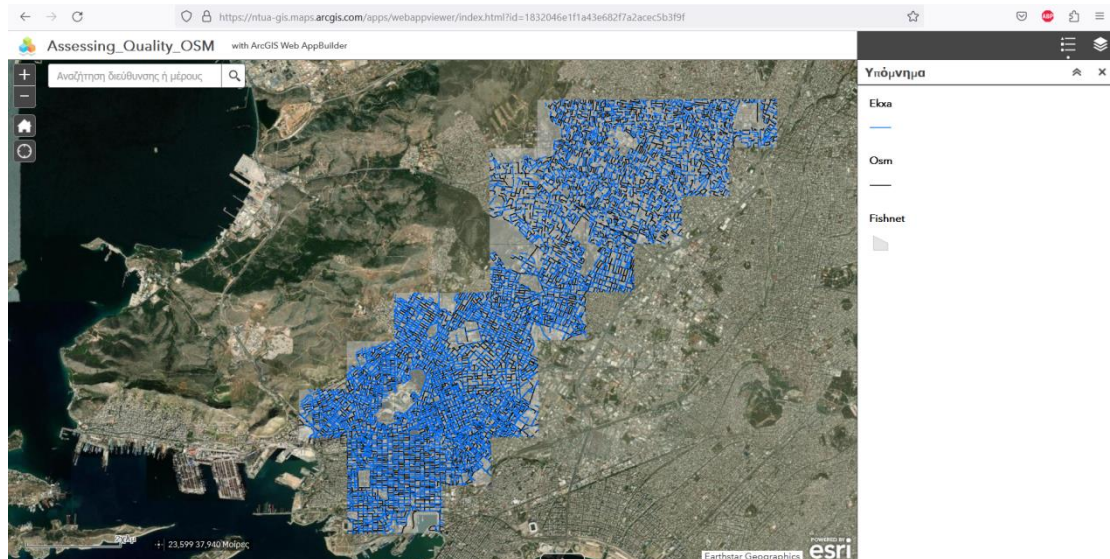 https://ntua-gis.maps.arcgis.com/apps/webappviewer/index.html?id=1832046e1f1a43e682f7a2acec5b3f9f
ABP
Assessing_Quality_OSM with ArcGIS Web AppBuilder
+
Αναζήτηση διεύθυνσης ή μέρους
−
Υπόμνημα
Ekxa
Osm
Fishnet
23,599 37,940 Μοίρες
Earthstar Geographics
POWERED BY
esri